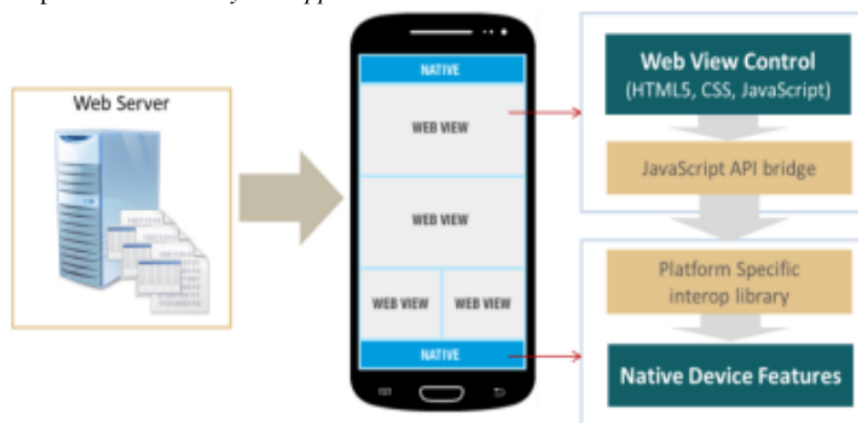 Web Server
NATIVE
WEB VIEW
WEB VIEW
WEB VIEW WEB VIEW
NATIVE
Web View Control
(HTML5, CSS, JavaScript)
JavaScript API bridge
Platform Specific
interop library
Native Device Features